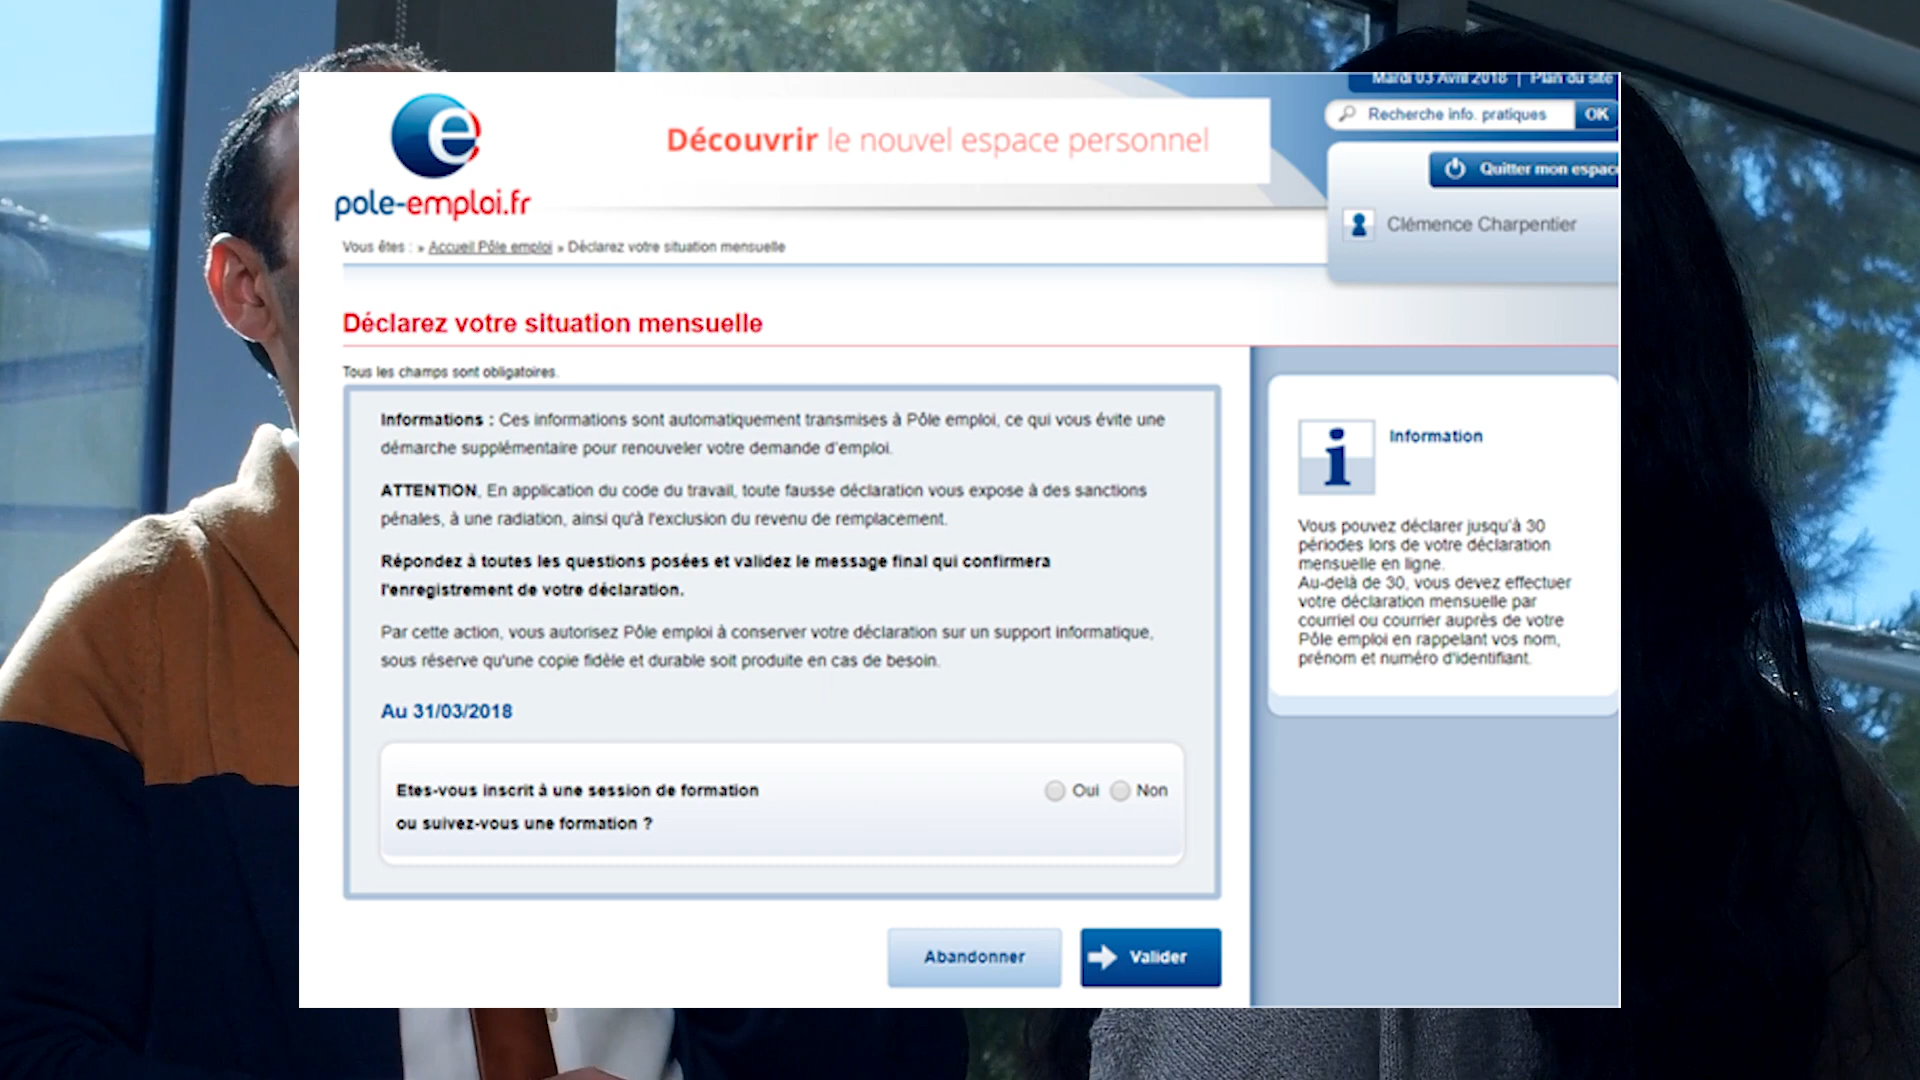 Mardi 03 Avril 2018 | Plan du site
pole-emploi.fr
Découvrir le nouvel espace personnel
Recherche info. pratiques OK
Quitter mon espac
Clémence Charpentier
Vous êtes : » Accueil Pôle emploi » Déclarez votre situation mensuelle
Déclarez votre situation mensuelle
Tous les champs sont obligatoires.
Informations : Ces informations sont automatiquement transmises à Pôle emploi, ce qui vous évite une
démarche supplémentaire pour renouveler votre demande d'emploi.
ATTENTION, En application du code du travail, toute fausse déclaration vous expose à des sanctions
pénales, à une radiation, ainsi qu'à l'exclusion du revenu de remplacement.
Répondez à toutes les questions posées et validez le message final qui confirmera
l'enregistrement de votre déclaration.
Par cette action, vous autorisez Pôle emploi à conserver votre déclaration sur un support informatique,
sous réserve qu'une copie fidèle et durable soit produite en cas de besoin.
Au 31/03/2018
Etes-vous inscrit à une session de formation
ou suivez-vous une formation ?
Oui Non
Abandonner
Valider
Information
Vous pouvez déclarer jusqu'à 30
périodes lors de votre déclaration
mensuelle en ligne.
Au-delà de 30, vous devez effectuer
votre déclaration mensuelle par
courriel ou courrier auprès de votre
Pôle emploi en rappelant vos nom,
prénom et numéro d'identifiant.